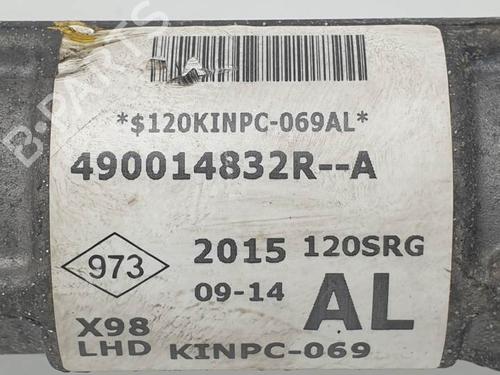 B-PARTS
*$120KINPC-069AL*
490014832R--A
973
2015 120SRG
09-14 AL
X98
LHD KINPC-069